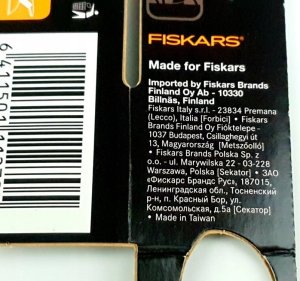 FISKARS®
Made for Fiskars
Imported by Fiskars Brands
Finland Oy Ab - 10330
Billnäs, Finland
Fiskars Italy s.r.l. - 23834 Premana
(Lecco), Italia [Forbici] • Fiskars
Brands Finland Oy Fióktelepe -
1037 Budapest, Csillaghegyi út
13, Magyarország [Metszőolló]
• Fiskars Brands Polska Sp. z
o.o. - ul. Marywilska 22 - 03-228
Warszawa, Polska [Sekator] • ЗАО
«Фискарс Брандс Рус», 187015,
Ленинградская обл., Тосненский
р-н, п. Красный Бор, ул.
Комсомольская, д.5а [Секатор]
• Made in Taiwan
6 411501